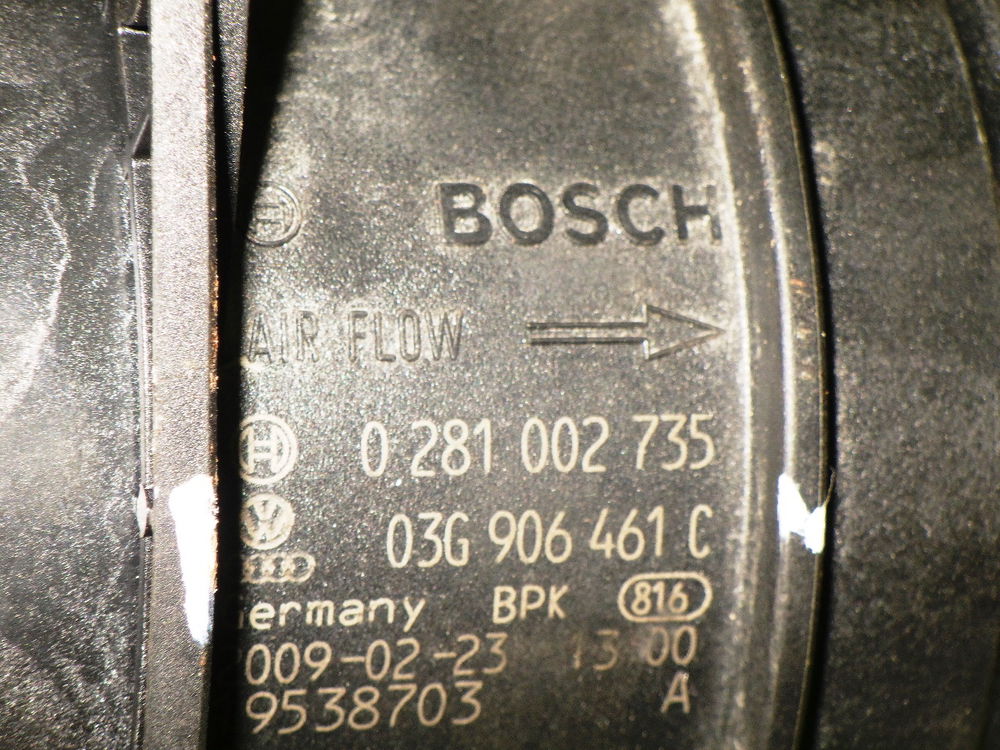 BOSCH
AIR FLOW
0 281 002 735
03G 906 461 C
ermany BPK 816
009-02-23 13 00
9538703 A